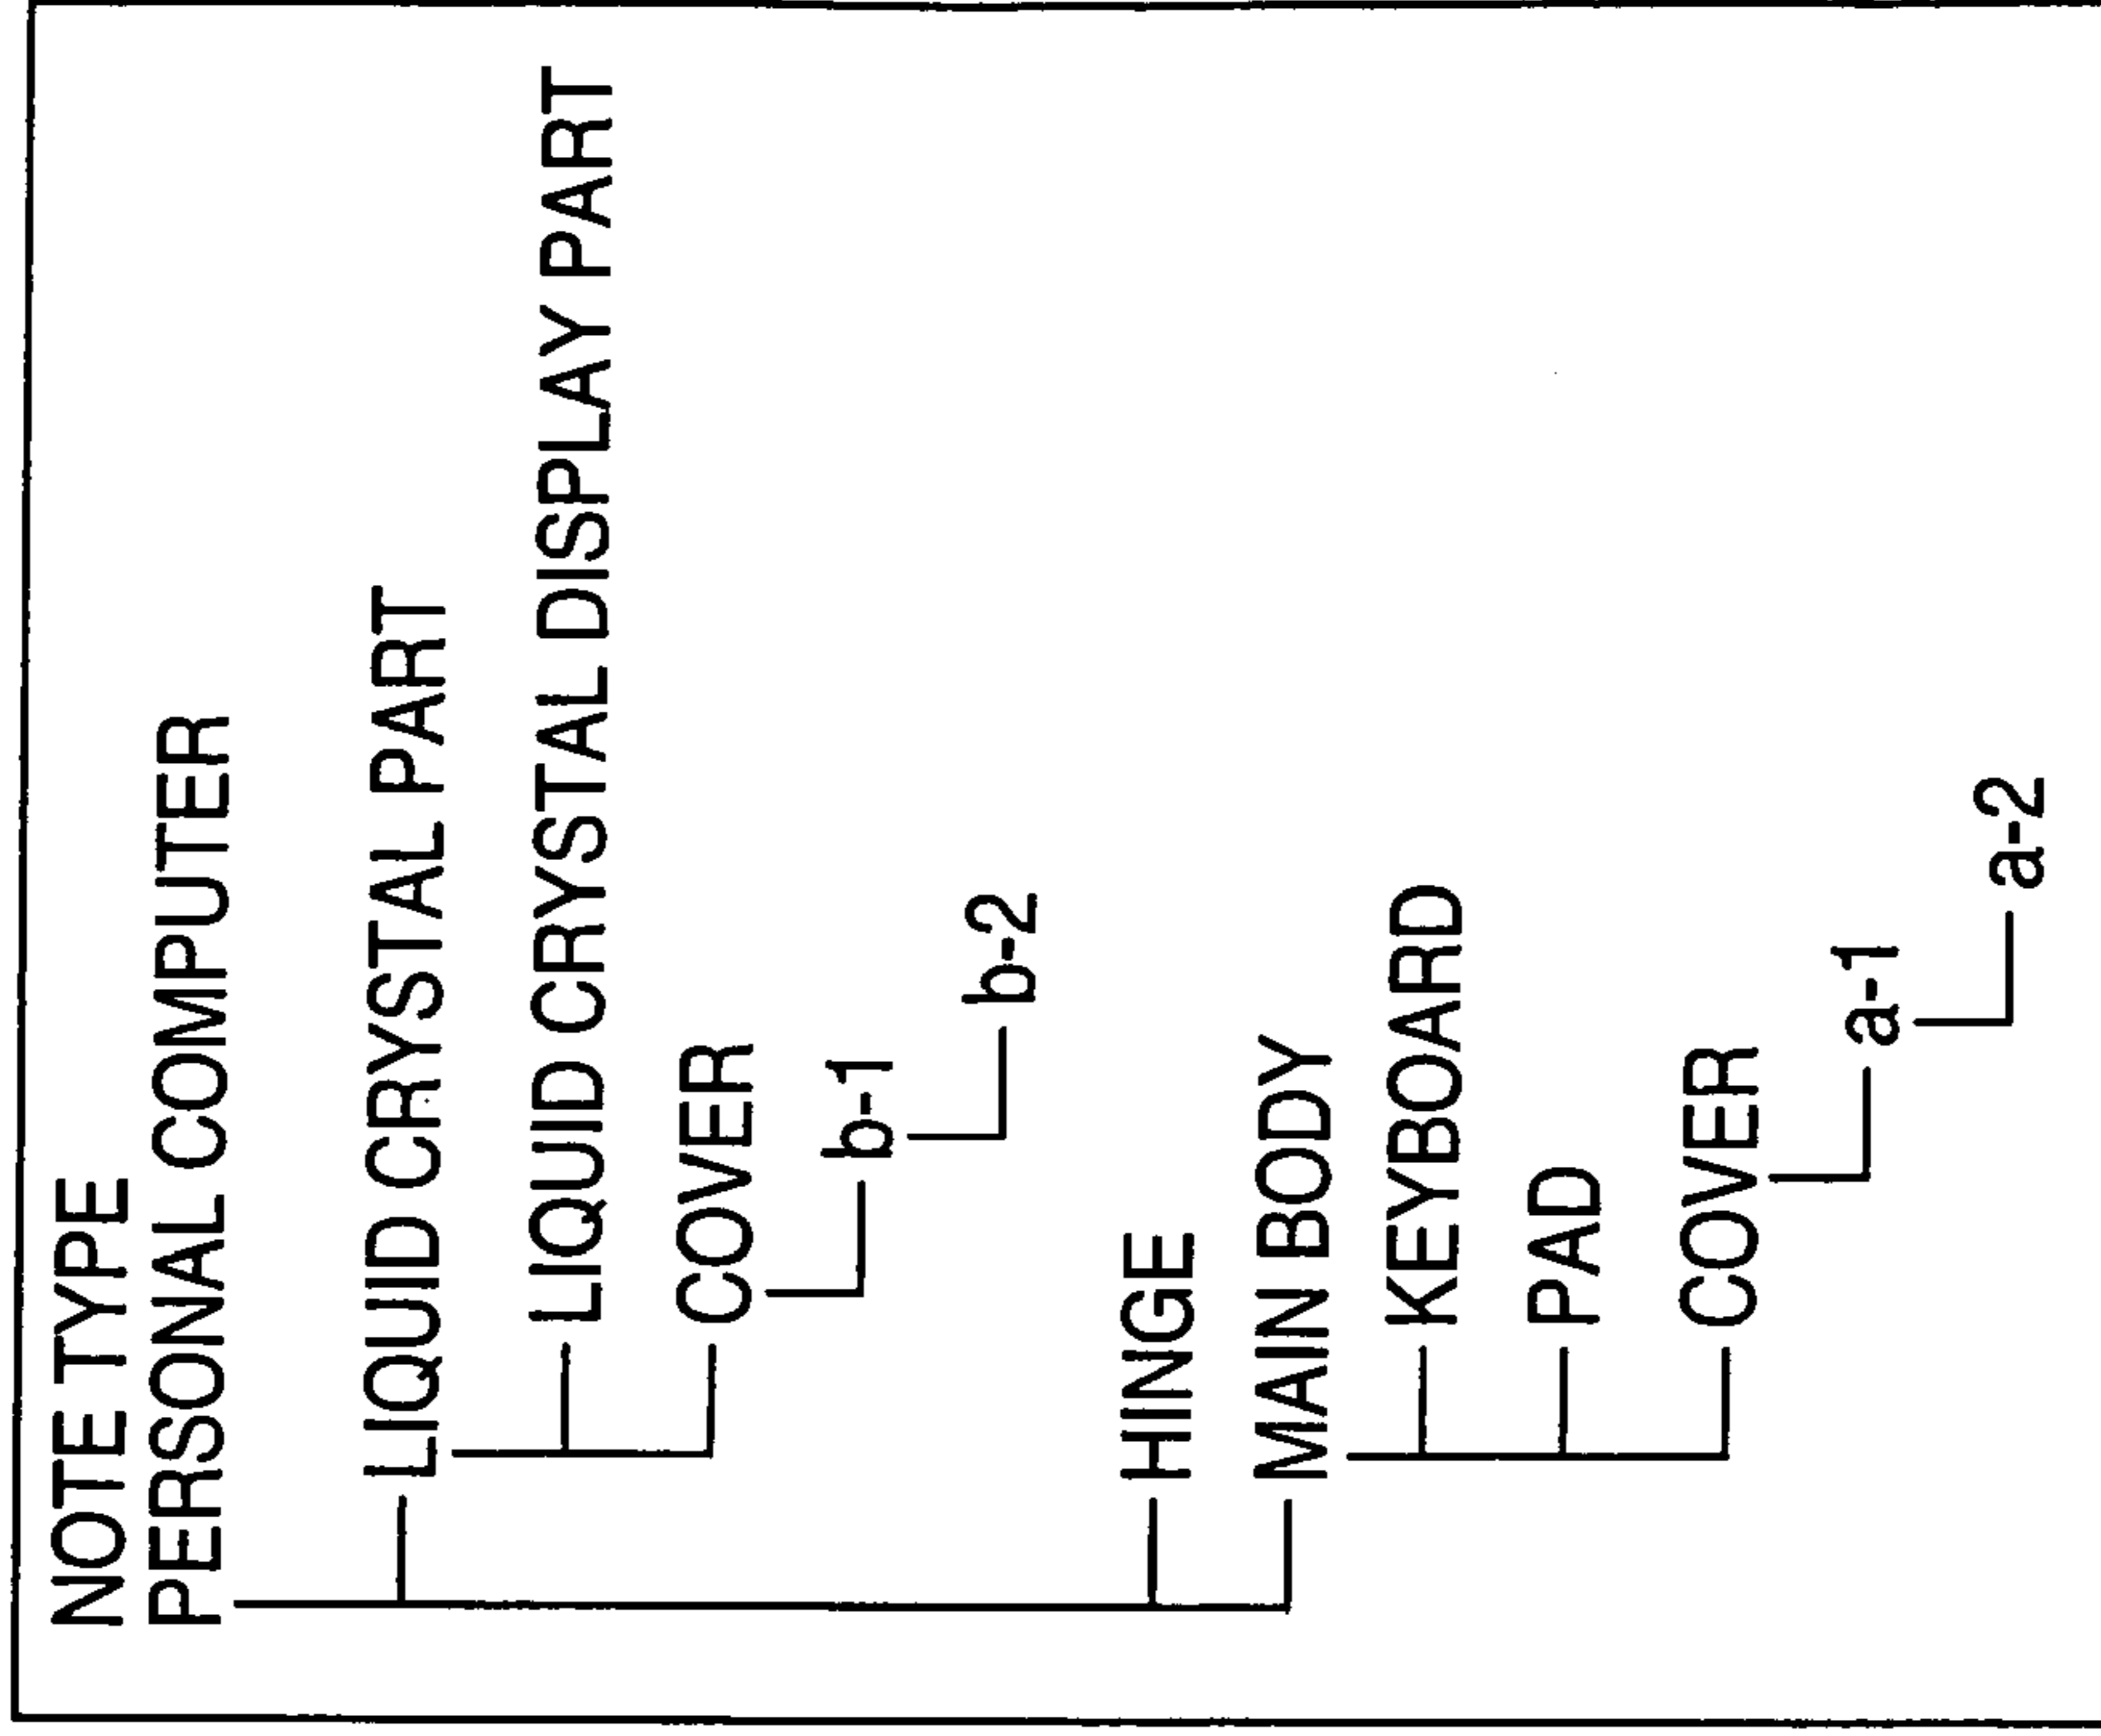 NOTE TYPE
PERSONAL COMPUTER
LIQUID CRYSTAL PART
LIQUID CRYSTAL DISPLAY PART
COVER
b-1
b-2
HINGE
MAIN BODY
KEYBOARD
PAD
COVER
a-1
a-2